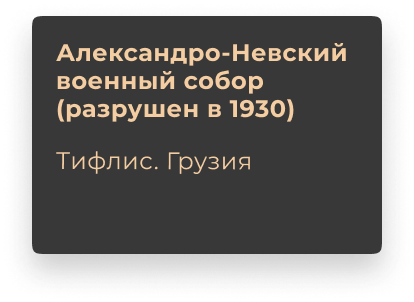 Александро-Невский
военный собор
(разрушен в 1930)
Тифлис. Грузия